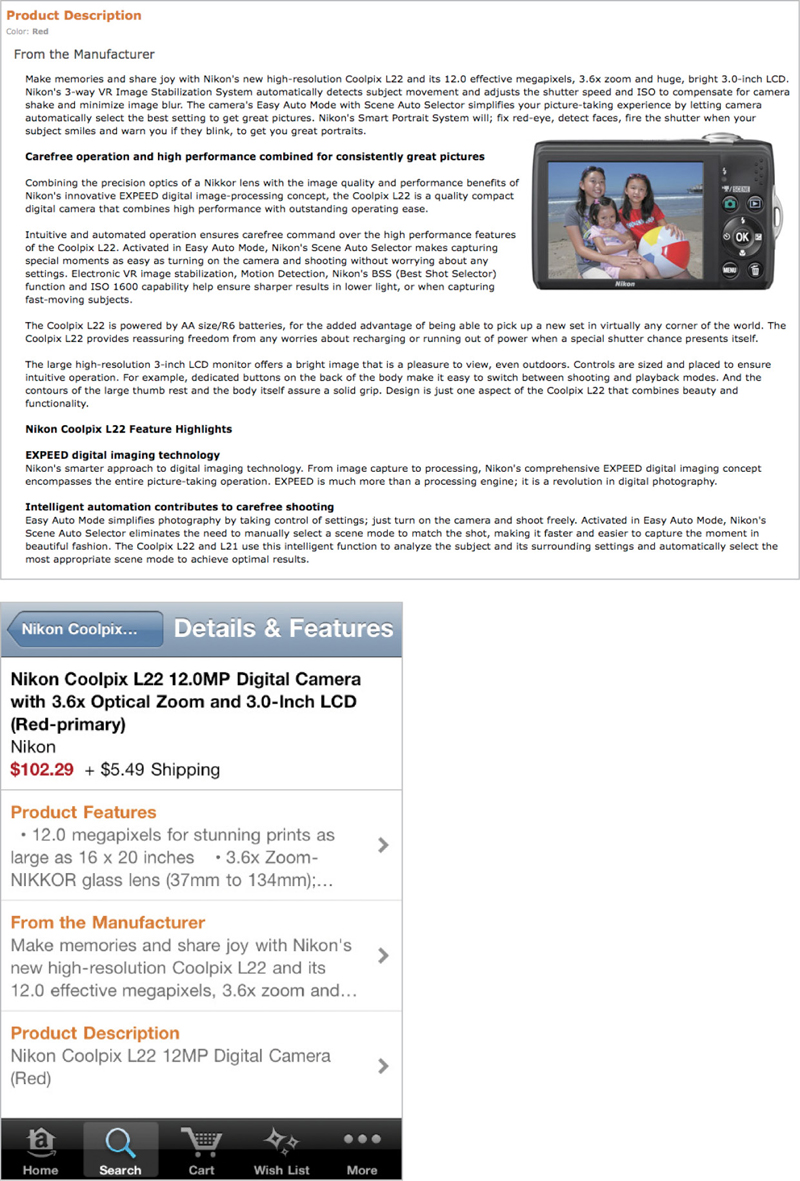 Product Description
Color: Red
From the Manufacturer
Make memories and share joy with Nikon's new high-resolution Coolpix L22 and its 12.0 effective megapixels, 3.6x zoom and huge, bright 3.0-inch LCD.
Nikon's 3-way VR Image Stabilization System automatically detects subject movement and adjusts the shutter speed and ISO to compensate for camera
shake and minimize image blur. The camera's Easy Auto Mode with Scene Auto Selector simplifies your picture-taking experience by letting camera
automatically select the best setting to get great pictures. Nikon's Smart Portrait System will; fix red-eye, detect faces, fire the shutter when your
subject smiles and warn you if they blink, to get you great portraits.
Carefree operation and high performance combined for consistently great pictures
Combining the precision optics of a Nikkor lens with the image quality and performance benefits of
Nikon's innovative EXPEED digital image-processing concept, the Coolpix L22 is a quality compact
digital camera that combines high performance with outstanding operating ease.
Intuitive and automated operation ensures carefree command over the high performance features
of the Coolpix L22. Activated in Easy Auto Mode, Nikon's Scene Auto Selector makes capturing
special moments as easy as turning on the camera and shooting without worrying about any
settings. Electronic VR image stabilization, Motion Detection, Nikon's BSS (Best Shot Selector)
function and ISO 1600 capability help ensure sharper results in lower light, or when capturing
fast-moving subjects.
SCENE
OK
MENU
Nikon
The Coolpix L22 is powered by AA size/R6 batteries, for the added advantage of being able to pick up a new set in virtually any corner of the world. The
Coolpix L22 provides reassuring freedom from any worries about recharging or running out of power when a special shutter chance presents itself.
The large high-resolution 3-inch LCD monitor offers a bright image that is a pleasure to view, even outdoors. Controls are sized and placed to ensure
intuitive operation. For example, dedicated buttons on the back of the body make it easy to switch between shooting and playback modes. And the
contours of the large thumb rest and the body itself assure a solid grip. Design is just one aspect of the Coolpix L22 that combines beauty and
functionality.
Nikon Coolpix L22 Feature Highlights
EXPEED digital imaging technology
Nikon's smarter approach to digital imaging technology. From image capture to processing, Nikon's comprehensive EXPEED digital imaging concept
encompasses the entire picture-taking operation. EXPEED is much more than a processing engine; it is a revolution in digital photography.
Intelligent automation contributes to carefree shooting
Easy Auto Mode simplifies photography by taking control of settings; just turn on the camera and shoot freely. Activated in Easy Auto Mode, Nikon's
Scene Auto Selector eliminates the need to manually select a scene mode to match the shot, making it faster and easier to capture the moment in
beautiful fashion. The Coolpix L22 and L21 use this intelligent function to analyze the subject and its surrounding settings and automatically select the
most appropriate scene mode to achieve optimal results.
Nikon Coolpix...
Details & Features
Nikon Coolpix L22 12.0MP Digital Camera
with 3.6x Optical Zoom and 3.0-Inch LCD
(Red-primary)
Nikon
$102.29 + $5.49 Shipping
Product Features
• 12.0 megapixels for stunning prints as
large as 16 x 20 inches • 3.6x Zoom-
NIKKOR glass lens (37mm to 134mm);...
From the Manufacturer
Make memories and share joy with Nikon's
new high-resolution Coolpix L22 and its
12.0 effective megapixels, 3.6x zoom and...
Product Description
Nikon Coolpix L22 12MP Digital Camera
(Red)
Home
Search
Cart
Wish List
More